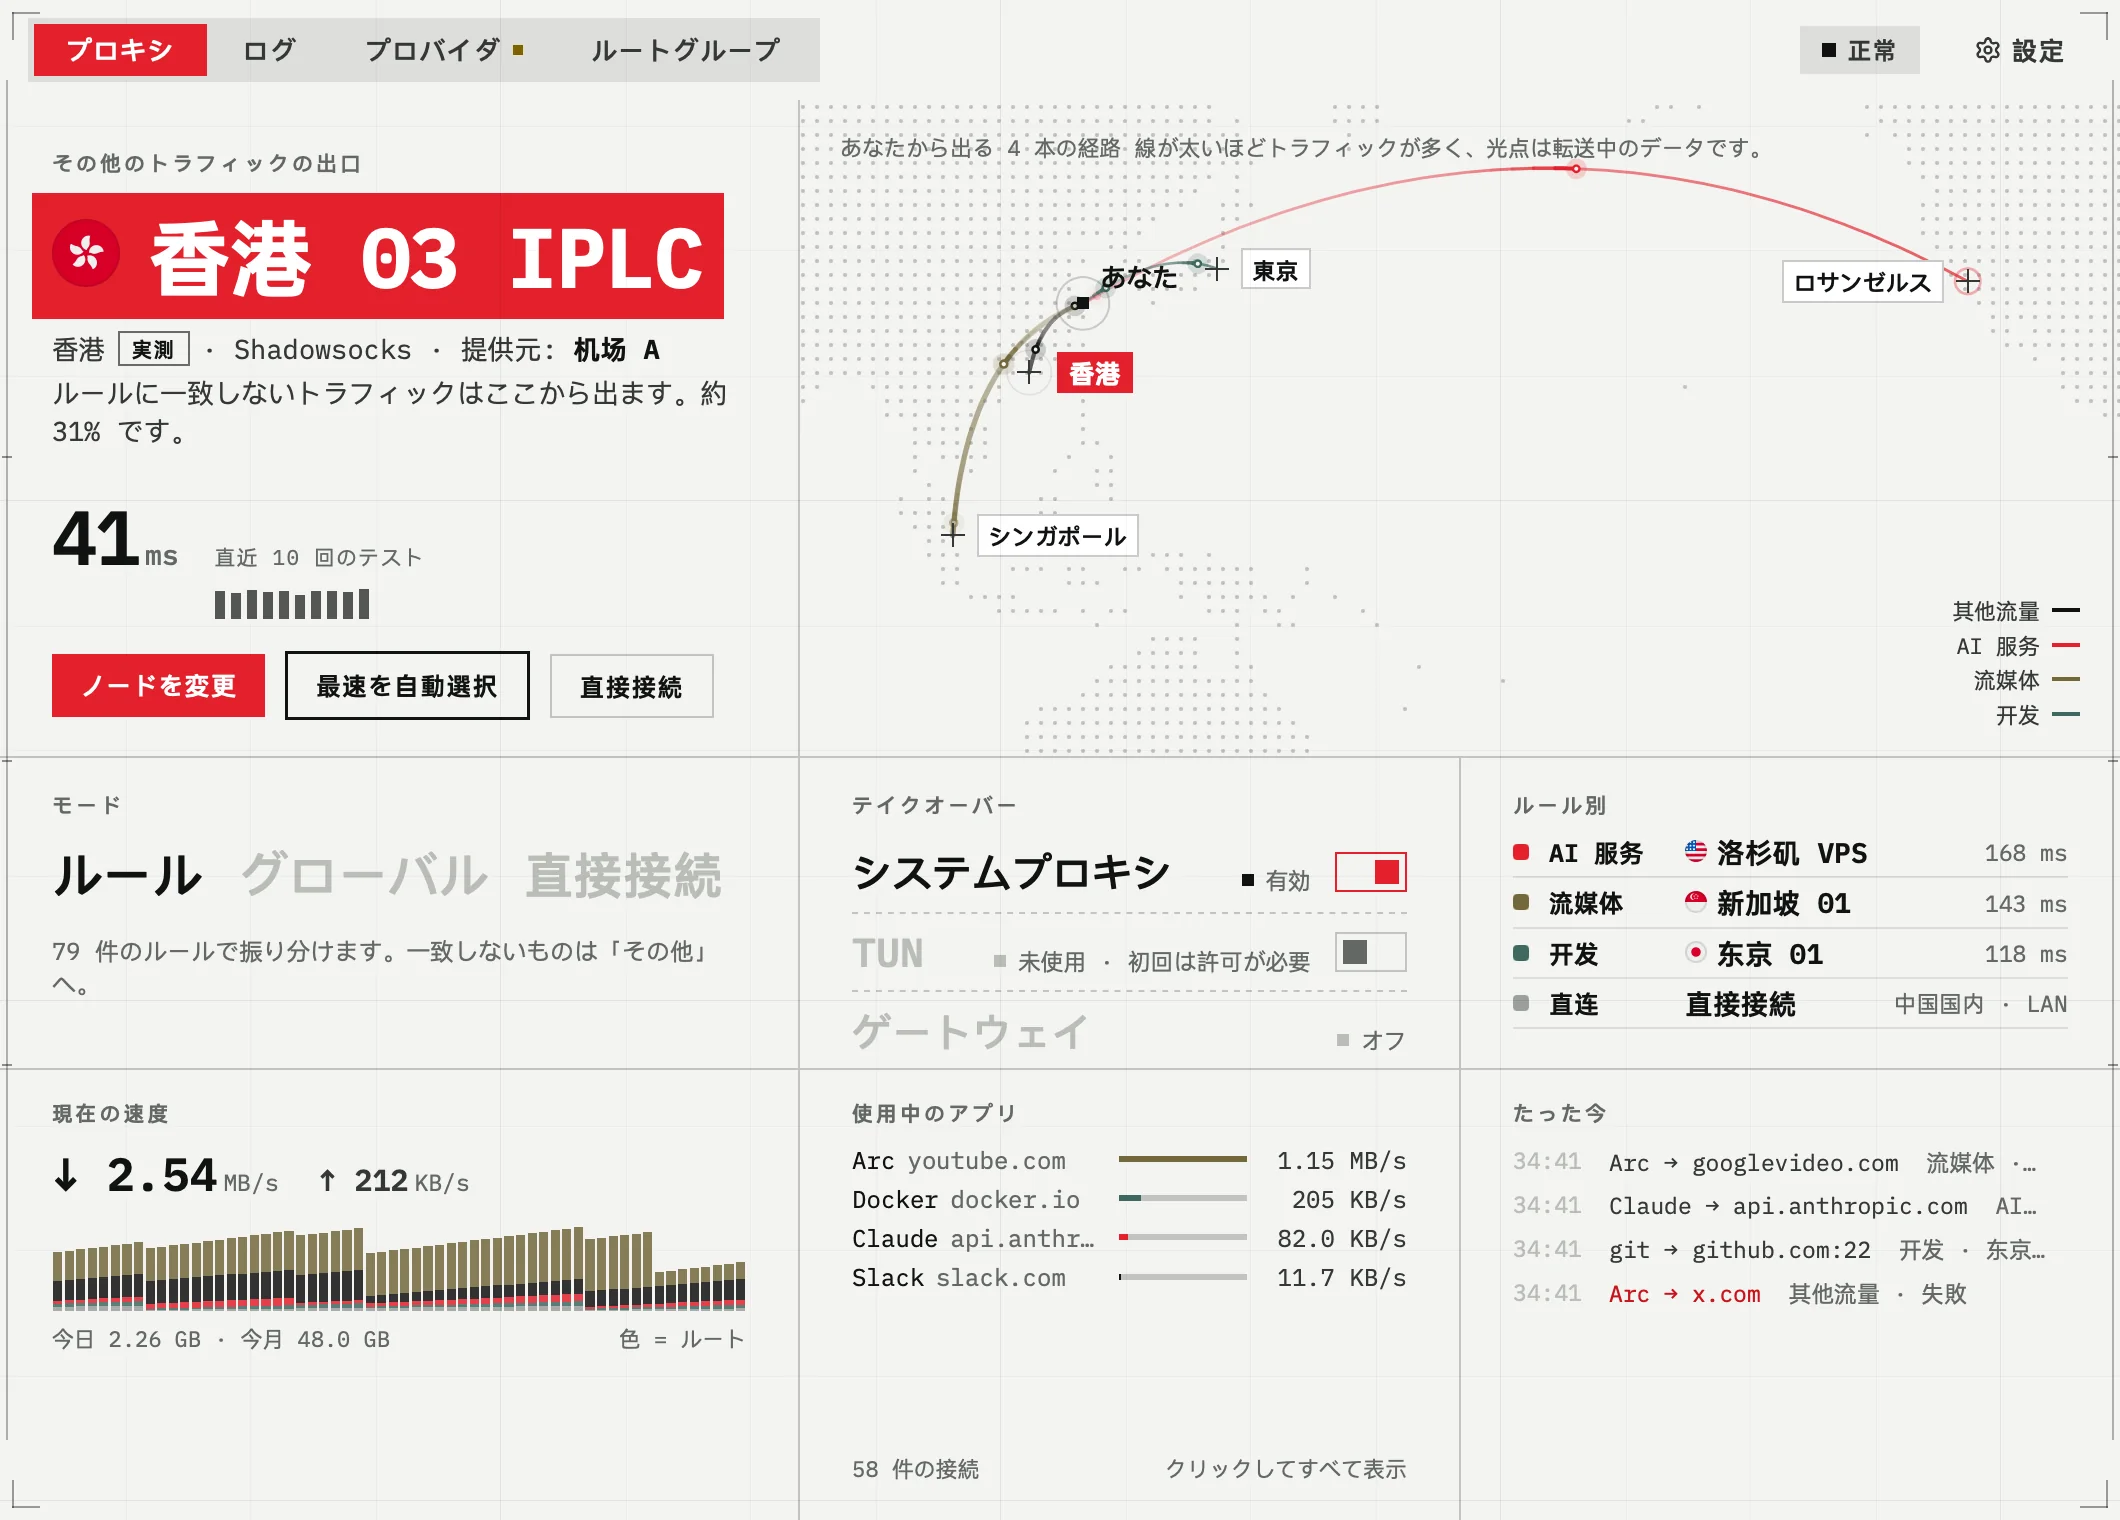 プロキシ ログ プロバイダ ルートグループ 正常 設定
その他のトラフィックの出口
香港 03 IPLC
香港 実測 · Shadowsocks · 提供元: 机场 A
ルールに一致しないトラフィックはここから出ます。約
31% です。
41 ms 直近 10 回のテスト
ノードを変更 最速を自動選択 直接接続
あなたから出る 4 本の経路 線が太いほどトラフィックが多く、光点は転送中のデータです。
あなた
東京
ロサンゼルス
香港
シンガポール
其他流量
AI 服务
流媒体
开发
モード
ルール グローバル 直接接続
79 件のルールで振り分けます。一致しないものは「その他」
へ。
テイクオーバー
システムプロキシ 有効
TUN 未使用 · 初回は許可が必要
ゲートウェイ オフ
ルール別
AI 服务 洛杉矶 VPS 168 ms
流媒体 新加坡 01 143 ms
开发 东京 01 118 ms
直连 直接接続 中国国内 · LAN
現在の速度
↓ 2.54 MB/s ↑ 212 KB/s
今日 2.26 GB · 今月 48.0 GB 色 = ルート
使用中のアプリ
Arc youtube.com 1.15 MB/s
Docker docker.io 205 KB/s
Claude api.anthr… 82.0 KB/s
Slack slack.com 11.7 KB/s
58 件の接続 クリックしてすべて表示
たった今
34:41 Arc → googlevideo.com 流媒体 ·…
34:41 Claude → api.anthropic.com AI…
34:41 git → github.com:22 开发 · 东京…
34:41 Arc → x.com 其他流量 · 失敗